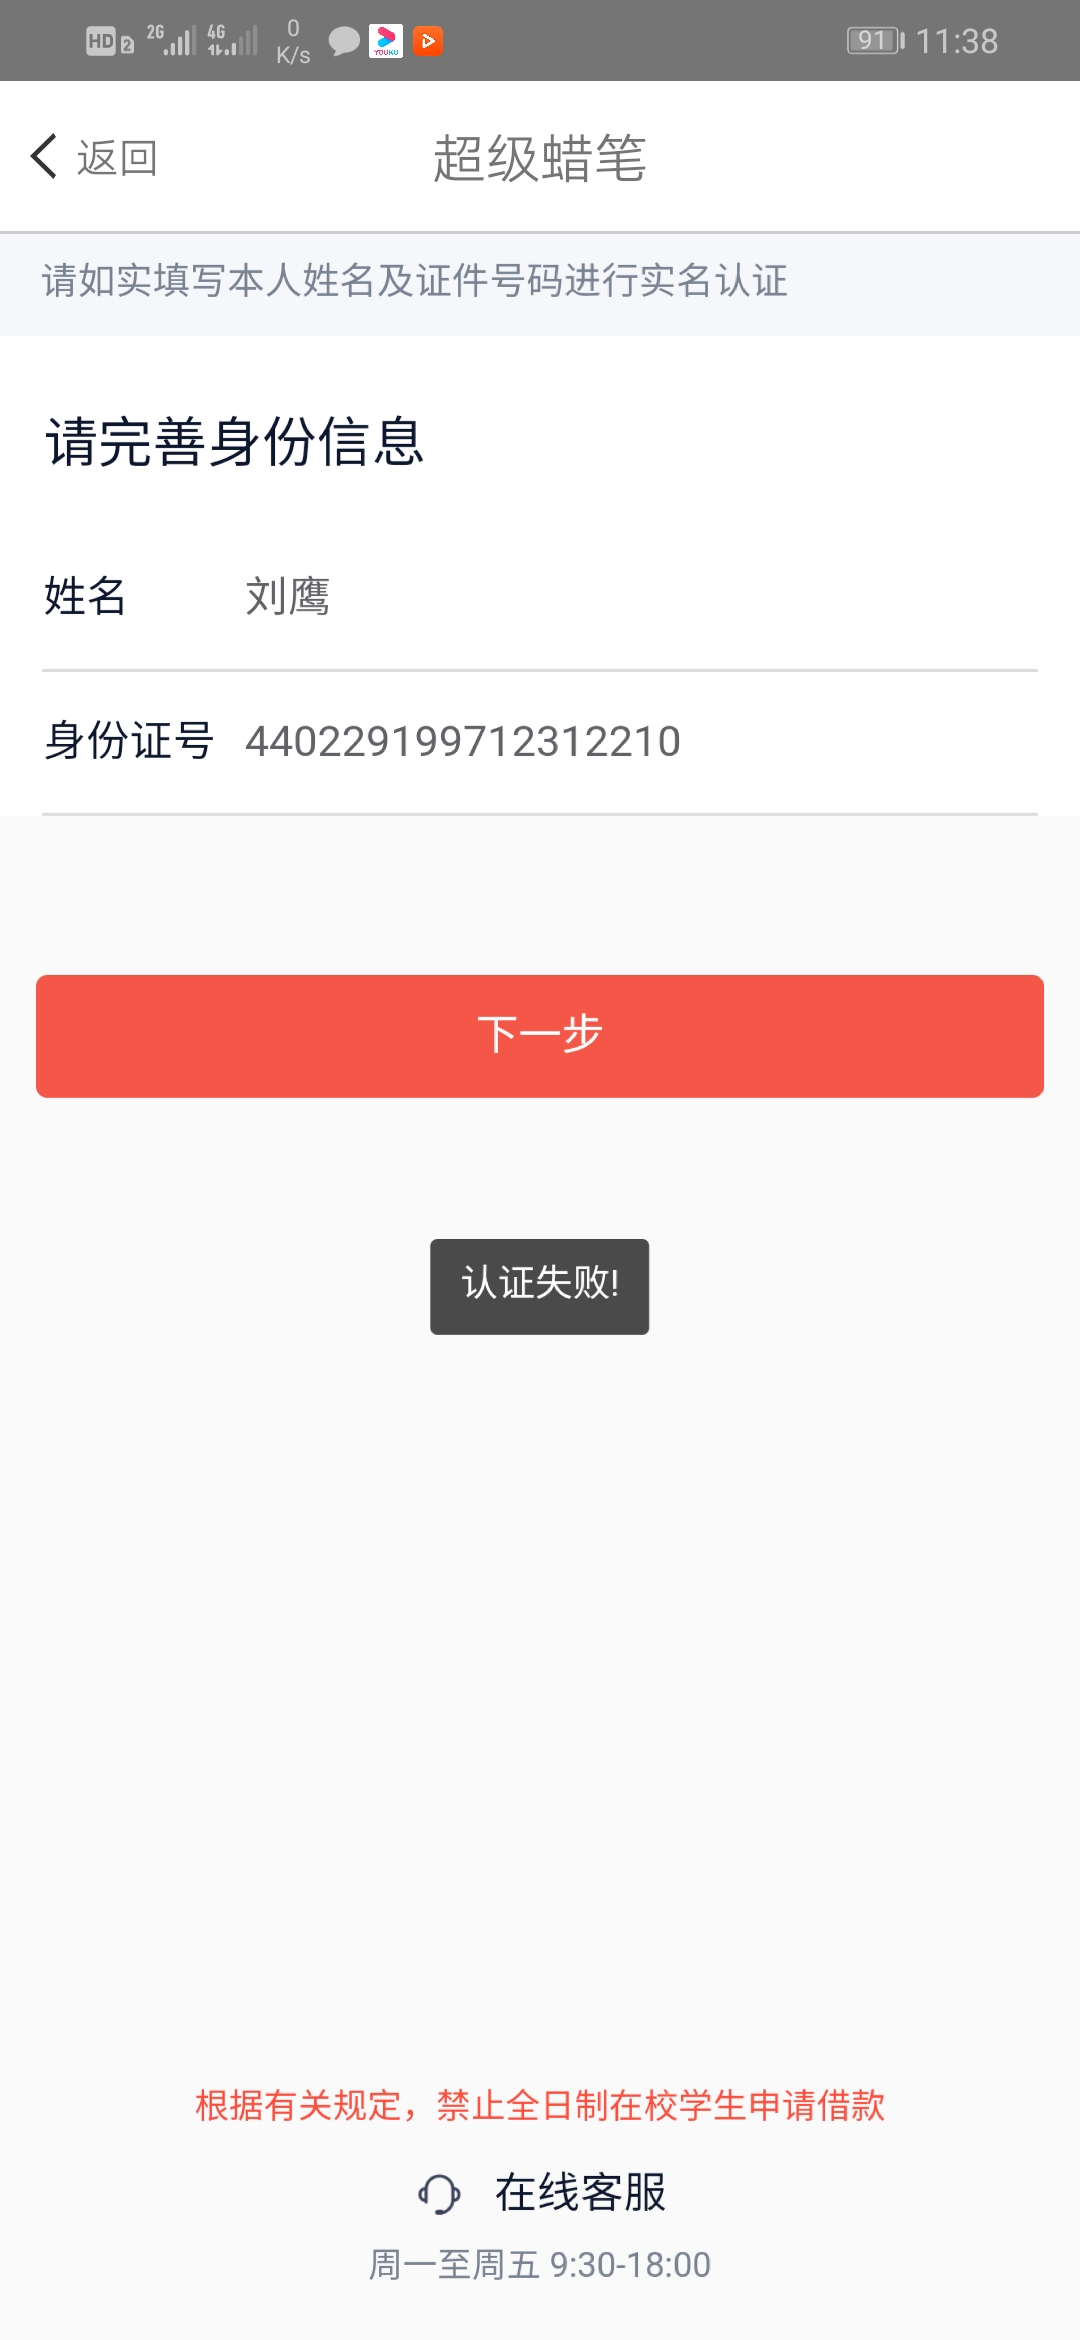 HD 2 2G 4G 0 K/s YOUKU 91 11:38
返回 超级蜡笔
请如实填写本人姓名及证件号码进行实名认证
请完善身份信息
姓名 刘鹰
身份证号 440229199712312210
下一步
认证失败!
根据有关规定，禁止全日制在校学生申请借款
在线客服
周一至周五 9:30-18:00